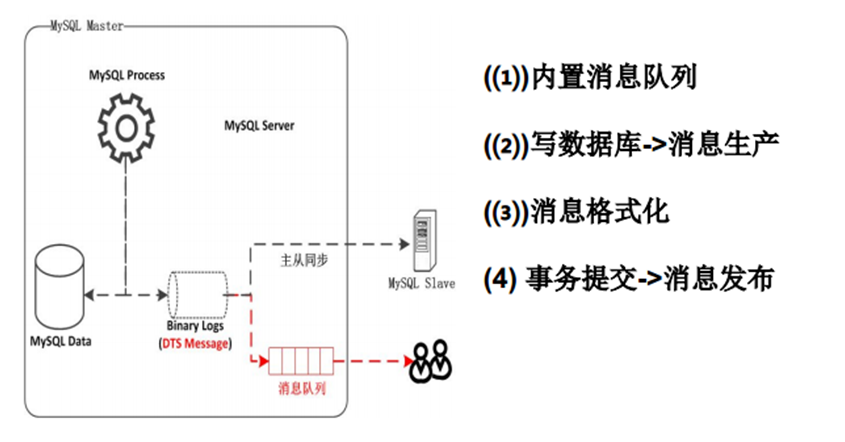 MySQL Master
MySQL Process
MySQL Server
主从同步
MySQL Slave
MySQL Data
Binary Logs
(DTS Message)
消息队列
((1))内置消息队列
((2))写数据库->消息生产
((3))消息格式化
(4) 事务提交->消息发布